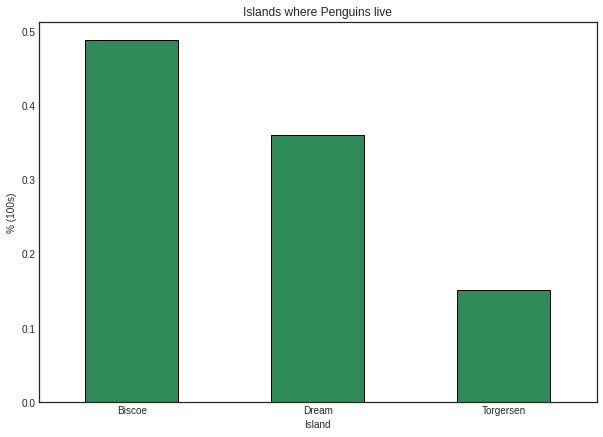 Islands where Penguins live
0.5
0.4
0.3
0.2
0.1
0.0
% (100s)
Biscoe Dream Torgersen
Island